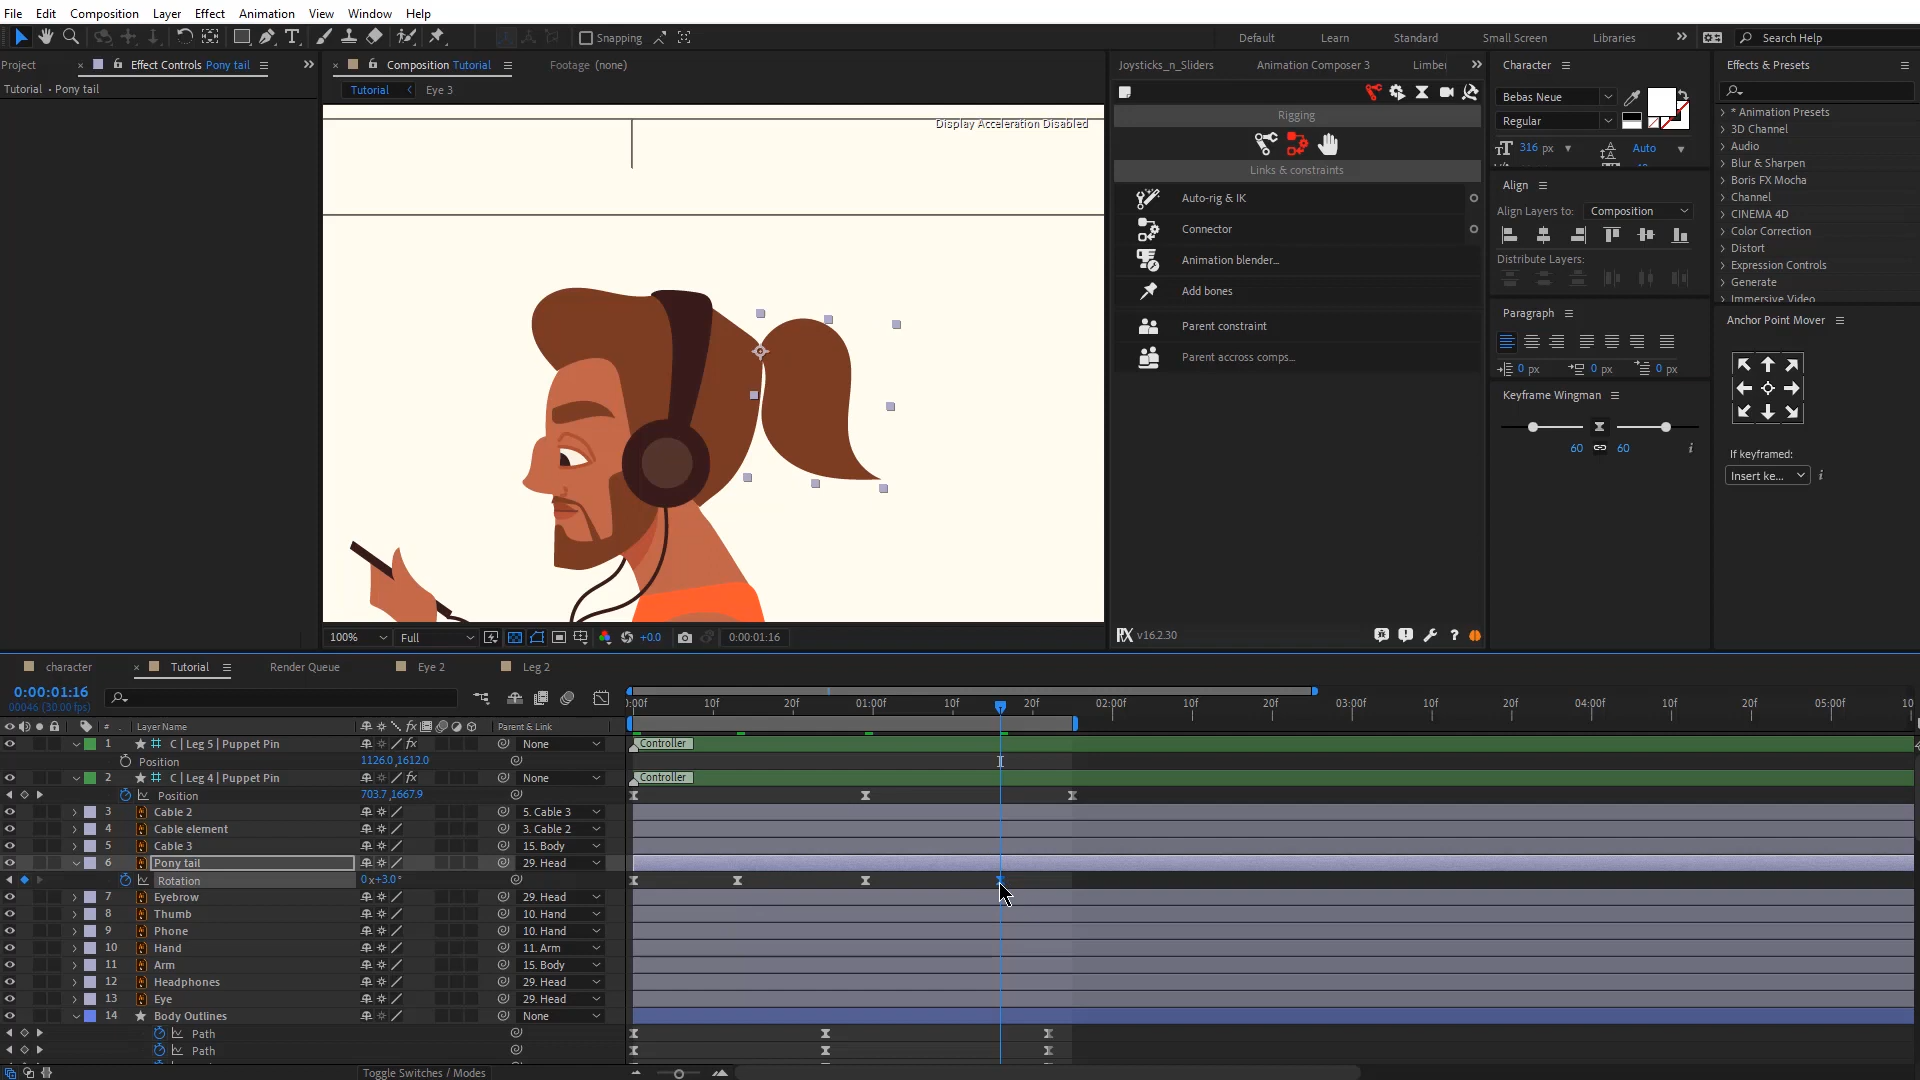 File Edit Composition Layer Effect Animation View Window Help
Snapping
Default Learn Standard Small Screen Libraries Search Help
Project Effect Controls Pony tail
Tutorial • Pony tail
Composition Tutorial Footage (none)
Tutorial Eye 3
Display Acceleration Disabled
100% Full +0.0 0:00:01:16
Joysticks_n_Sliders Animation Composer 3 Limber
Rigging
Links & constraints
Auto-rig & IK
Connector
Animation blender...
Add bones
Parent constraint
Parent accross comps...
v16.2.30
Character
Bebas Neue
Regular
316 px Auto
Align
Align Layers to: Composition
Distribute Layers:
Paragraph
0 px 0 px 0 px
Keyframe Wingman
60 60
Effects & Presets
* Animation Presets
3D Channel
Audio
Blur & Sharpen
Boris FX Mocha
Channel
CINEMA 4D
Color Correction
Distort
Expression Controls
Generate
Immersive Video
Anchor Point Mover
If keyframed:
Insert ke...
character Tutorial Render Queue Eye 2 Leg 2
0:00:01:16
00046 (30.00 fps)
:00f 10f 20f 01:00f 10f 20f 02:00f 10f 20f 03:00f 10f 20f 04:00f 10f 20f 05:00f 10
# Layer Name Parent & Link
1 C | Leg 5 | Puppet Pin None Controller
Position 1126.0,1612.0
2 C | Leg 4 | Puppet Pin None Controller
Position 703.7,1667.9
3 Cable 2 5. Cable 3
4 Cable element 3. Cable 2
5 Cable 3 15. Body
6 Pony tail 29. Head
Rotation 0x+3.0°
7 Eyebrow 29. Head
8 Thumb 10. Hand
9 Phone 10. Hand
10 Hand 11. Arm
11 Arm 15. Body
12 Headphones 29. Head
13 Eye 29. Head
14 Body Outlines None
Path
Path
Toggle Switches / Modes